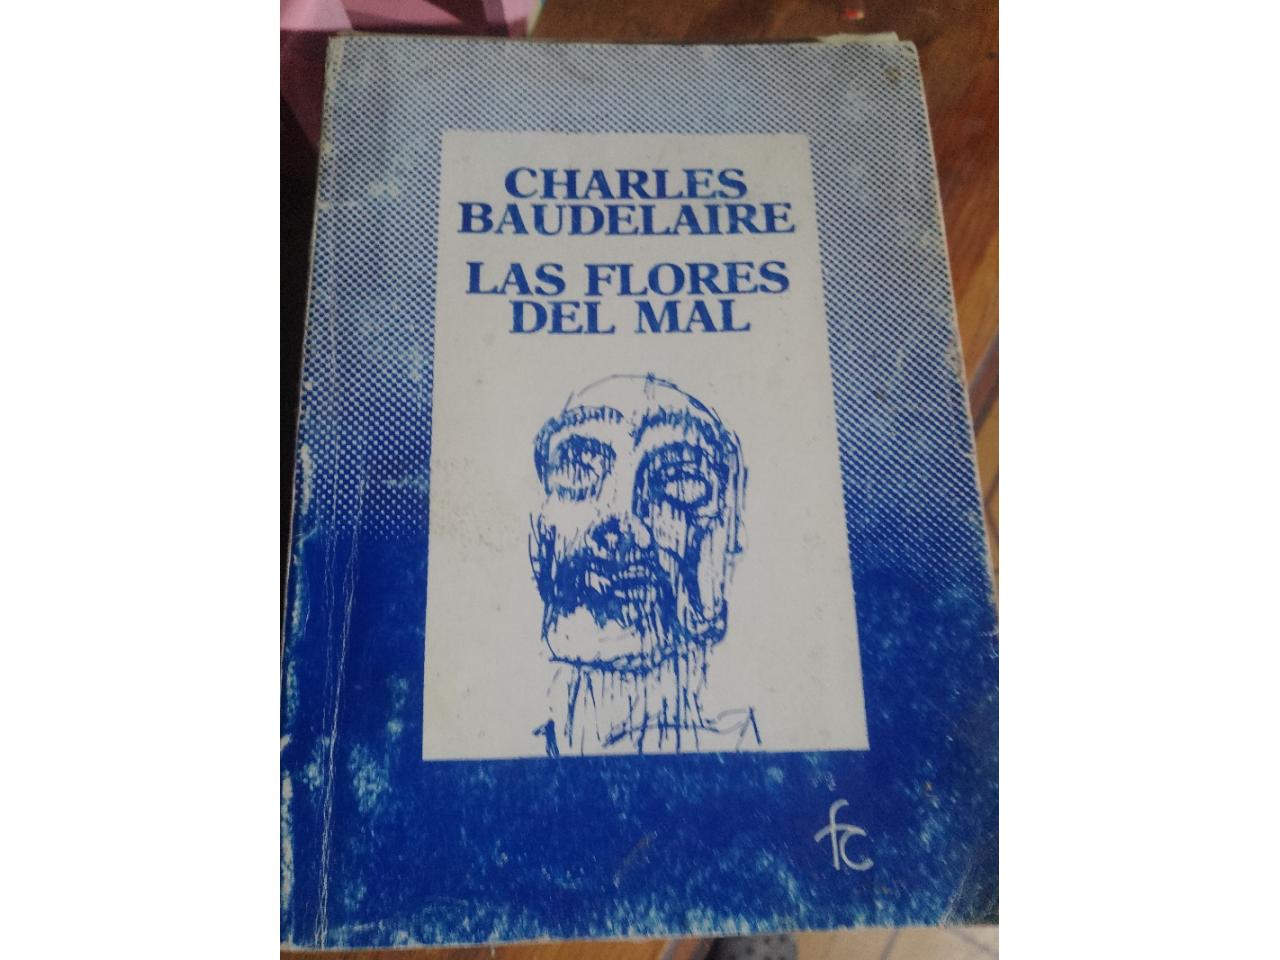 CHARLES
BAUDELAIRE
LAS FLORES
DEL MAL
fc